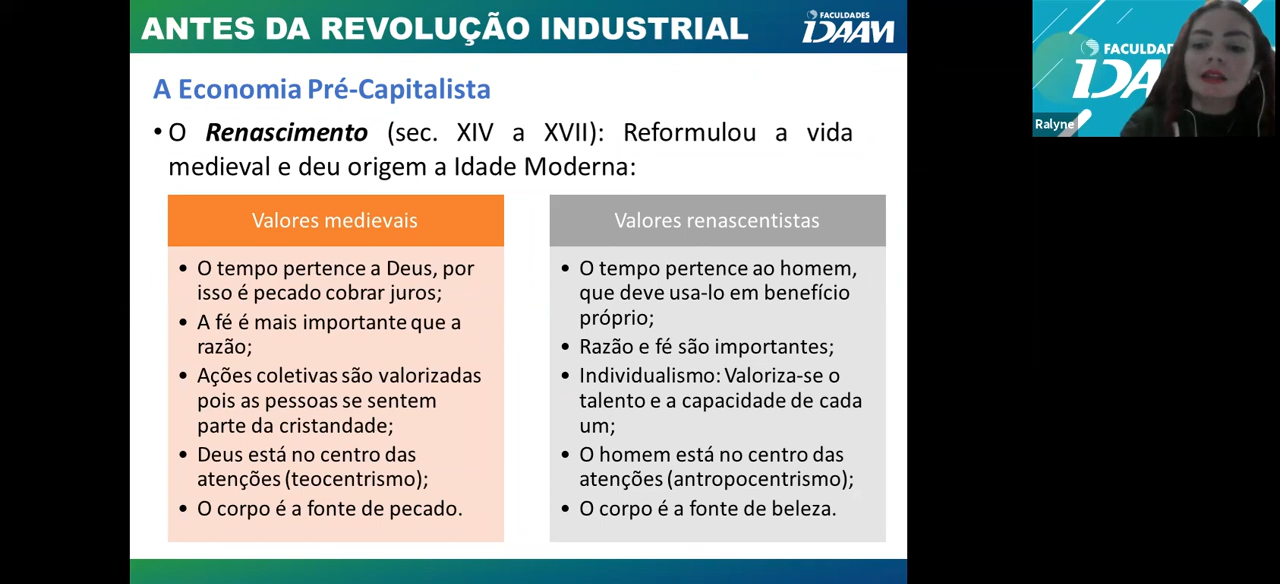 ANTES DA REVOLUÇÃO INDUSTRIAL
FACULDADES
IDAAM
A Economia Pré-Capitalista
• O Renascimento (sec. XIV a XVII): Reformulou a vida
medieval e deu origem a Idade Moderna:
Valores medievais
• O tempo pertence a Deus, por
isso é pecado cobrar juros;
• A fé é mais importante que a
razão;
• Ações coletivas são valorizadas
pois as pessoas se sentem
parte da cristandade;
• Deus está no centro das
atenções (teocentrismo);
• O corpo é a fonte de pecado.
Valores renascentistas
• O tempo pertence ao homem,
que deve usa-lo em benefício
próprio;
• Razão e fé são importantes;
• Individualismo: Valoriza-se o
talento e a capacidade de cada
um;
• O homem está no centro das
atenções (antropocentrismo);
• O corpo é a fonte de beleza.
FACULDA
IDA
Ralyne